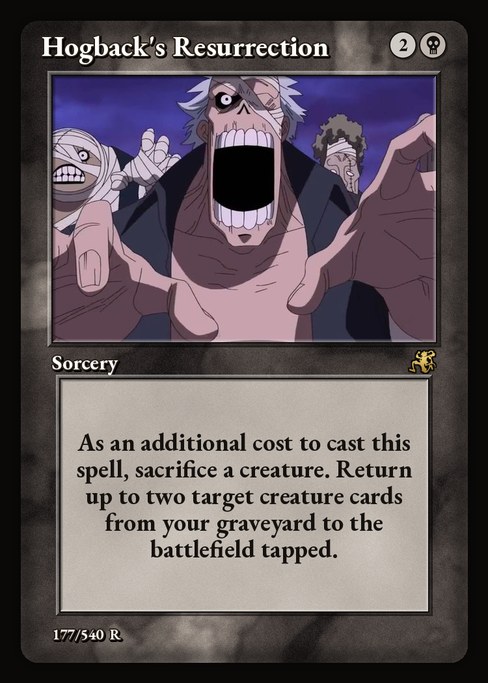 Hogback's Resurrection 2
Sorcery
As an additional cost to cast this
spell, sacrifice a creature. Return
up to two target creature cards
from your graveyard to the
battlefield tapped.
177/540 R